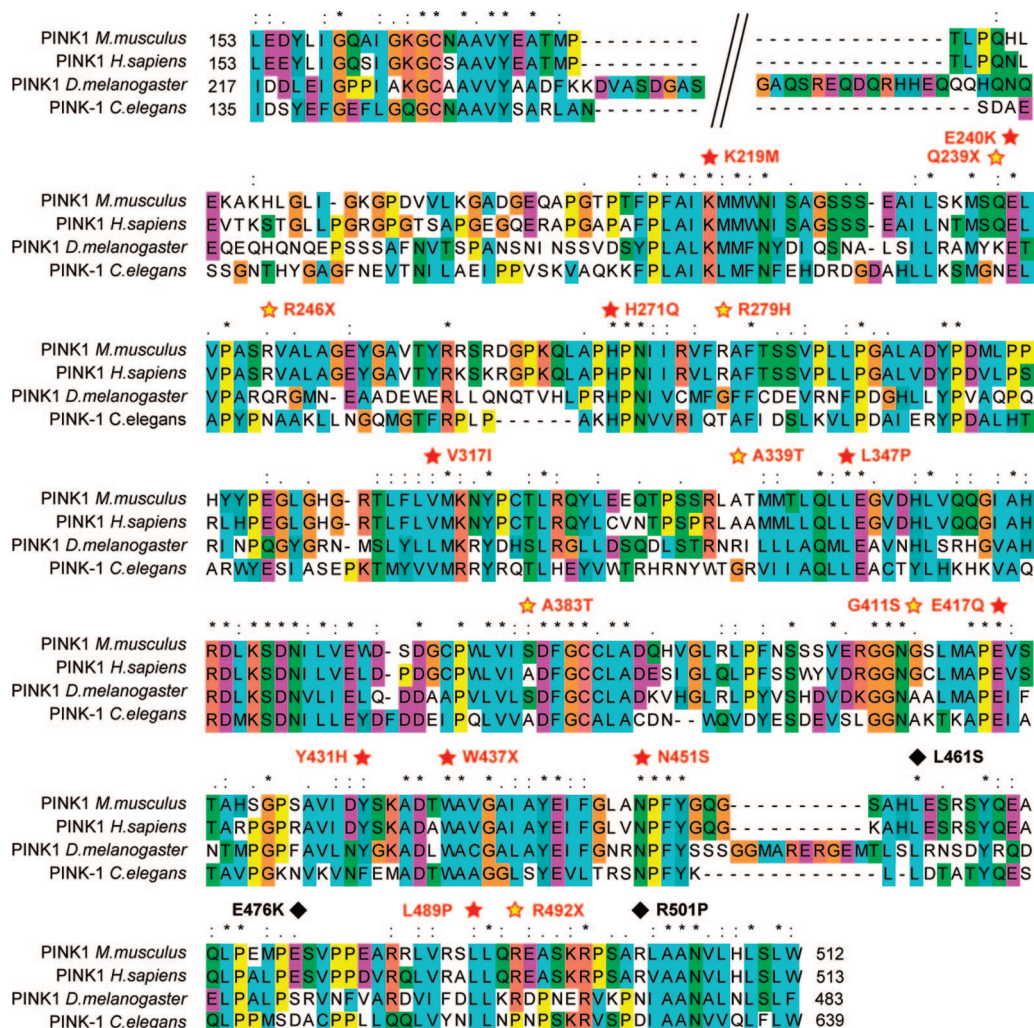 PINK1 M.musculus 153 LEDYLIGQAIGKGCNAAVYEATMP------------ // TLPQHL
PINK1 H.sapiens 153 LEEYLIGQSIGKGCSAAVYEATMP------------ // TLPQNL
PINK1 D.melanogaster 217 IDDLEIGPPIAKGCAAVVYAADFKKDVASDGAS // GAQSREQDQRHHEQQQHQNQ
PINK-1 C.elegans 135 IDSYEFGEFLGQGCNAAVYSARLAN----------- // SDAE
E240K
K219M Q239X
PINK1 M.musculus EKAKHLGLI-GKGPDVVLKGADGEQAPGTPTFPFAIKMMWNISAGSSS-EAILSKMSQEL
PINK1 H.sapiens EVTKSTGLLPGRGPGTSAPGEGQERAPGAPAFPLAIKMMWNISAGSSS-EAILNTMSQEL
PINK1 D.melanogaster EQEQHQNQEPSSSAFNVTSPANSNINSSVDSYPLAIKMMFNYDIQSNA-LSILRAMYKET
PINK-1 C.elegans SSGNTHYGAGFNEVTNILAEIPPVSKVAQKKFPLAIKLMFNFEHDRDGDAHLLKSMGNEL
R246X H271Q R279H
PINK1 M.musculus VPASRVALAGEYGAVTYRRSRDGPKQLAPHPNIIRVFRAFTSSVPLLPGALADYPDMLPP
PINK1 H.sapiens VPASRVALAGEYGAVTYRKSKRGPKQLAPHPNIIRVLRAFTSSVPLLPGALVDYPDVLPS
PINK1 D.melanogaster VPARQRGMN-EAADEWERLLQNQTVHLPRHPNIVCMFGFFCDEVRNFPDGHLLYPVAQPQ
PINK-1 C.elegans APYPNAAKLLNGQMGTFRPLP------AKHPNVVRIQTAFIDSLKVLPDAIERYPDALHT
V317I A339T L347P
PINK1 M.musculus HYYPEGLGHG-RTLFLVMKNYPCTLRQYLEEQTPSSRLATMMTLQLLEGVDHLVQQGIAH
PINK1 H.sapiens RLHPEGLGHG-RTLFLVMKNYPCTLRQYLCVNTPSPRLAAMMLLQLLEGVDHLVQQGIAH
PINK1 D.melanogaster RINPQGYGRN-MSLYLLMKRYDHSLRGLLDSQDLSTRNRILLLAQMLEAVNHLSRHGVAH
PINK-1 C.elegans ARWYESIASEPKTMYVVMRRYRQTLHEYVWTRHRNYWTGRVIIAQLLEACTYLHKHKVAQ
A383T G411S E417Q
PINK1 M.musculus RDLKSDNILVEWD-SDGCPWLVISDFGCCLADQHVGLRLPFNSSSVERGGNGSLMAPEVS
PINK1 H.sapiens RDLKSDNILVELD-PDGCPWLVIADFGCCLADESIGLQLPFSSWYVDRGGNGCLMAPEVS
PINK1 D.melanogaster RDLKSDNVLIELQ-DDAAPVLVLSDFGCCLADKVHGLRLPYVSHDVDKGGNAALMAPEIF
PINK-1 C.elegans RDMKSDNILLEYDFDDEIPQLVVADFGCALACDN--WQVDYESDEVSLGGNAKTKAPEIA
Y431H W437X N451S L461S
PINK1 M.musculus TAHSGPSAVIDYSKADTWAVGAIAYEIFGLANPFYGQG----------SAHLESRSYQEA
PINK1 H.sapiens TARPGPRAVIDYSKADAWAVGAIAYEIFGLVNPFYGQG----------KAHLESRSYQEA
PINK1 D.melanogaster NTMPGPFAVLNYGKADLWACGALAYEIFGNRNPFYSSSGGMARERGEMTLSLRNSDYRQD
PINK-1 C.elegans TAVPGKNVKVNFEMADTWAAGGLSYEVLTRSNPFYK------------L-LDTATYQES
E476K L489P R492X R501P
PINK1 M.musculus QLPEMPESVPPEARRLVRSLLQREASKRPSARLAANVLHLSLW 512
PINK1 H.sapiens QLPALPESVPPDVRQLVRALLQREASKRPSARVAANVLHLSLW 513
PINK1 D.melanogaster ELPALPSRVNFVARDVIFDLLKRDPNERVKPNIAANALNLSLF 483
PINK-1 C.elegans QLPPMSDACPPLLQQLVYNILNPNPSKRVSPDIAANVVQLFLW 639